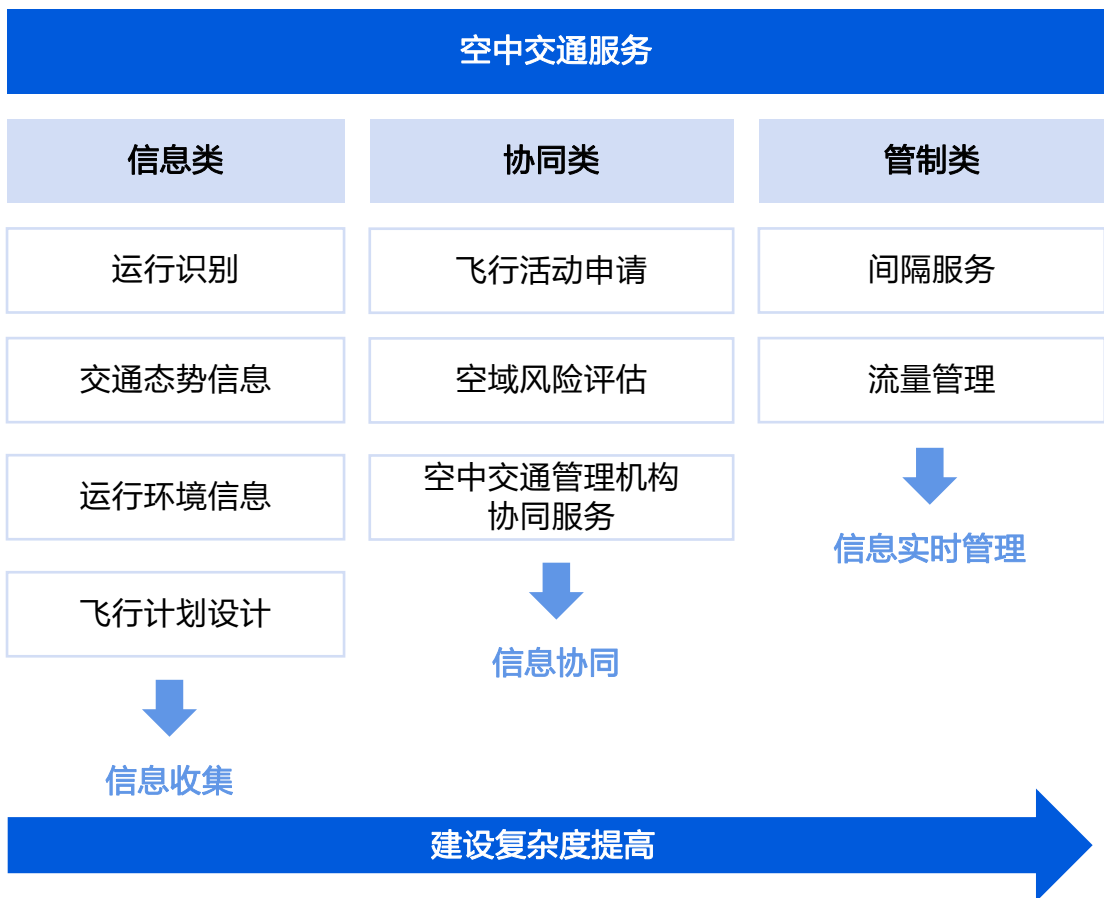 空中交通服务
信息类
协同类
管制类
运行识别
飞行活动申请
间隔服务
交通态势信息
空域风险评估
流量管理
运行环境信息
空中交通管理机构
协同服务
信息实时管理
飞行计划设计
信息协同
信息收集
建设复杂度提高